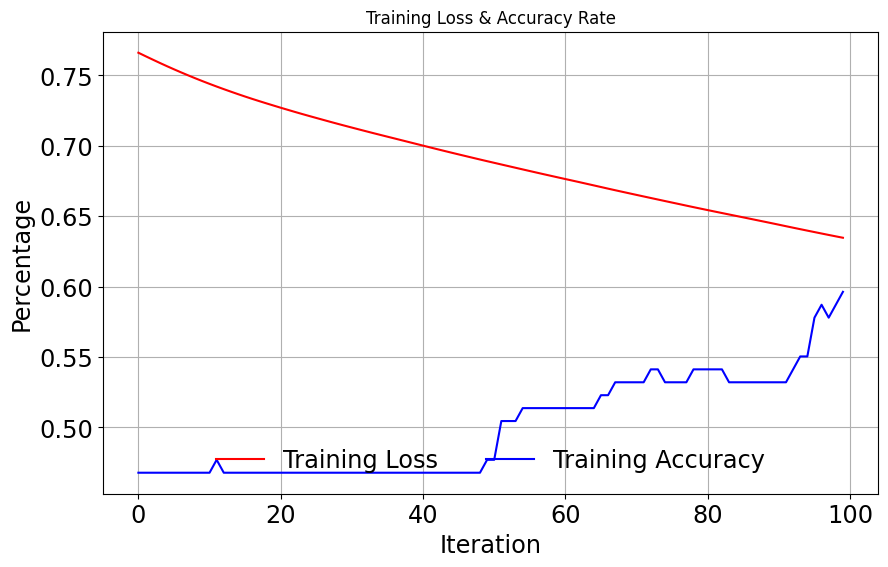 Training Loss & Accuracy Rate
Percentage
0.75
0.70
0.65
0.60
0.55
0.50
Training Loss
Training Accuracy
0 20 40 60 80 100
Iteration